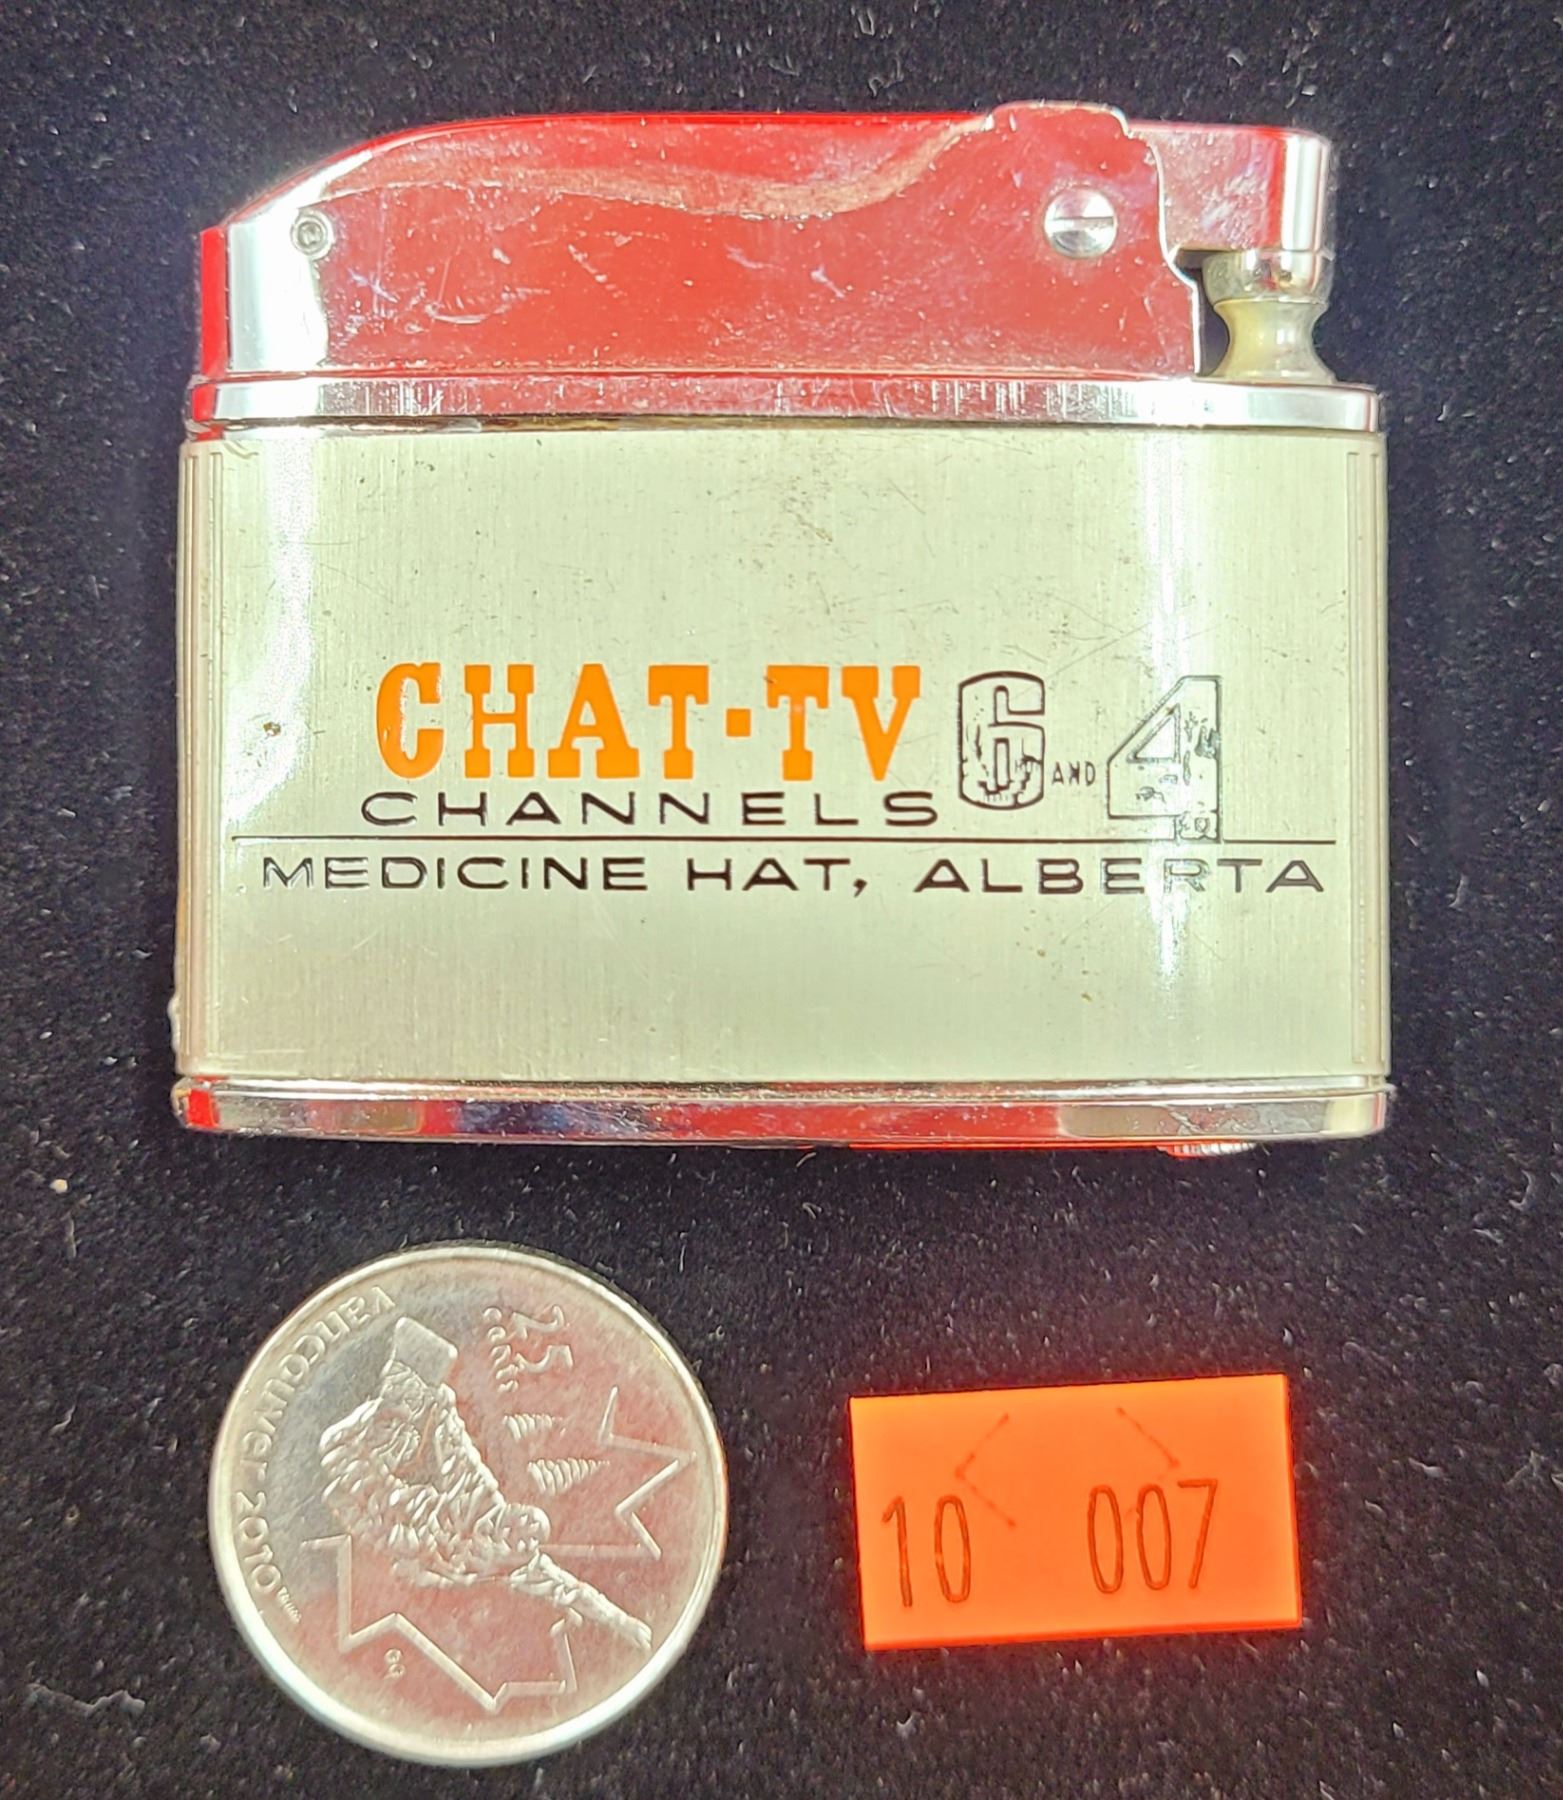 CHAT·TV 6 AND 4
CHANNELS
MEDICINE HAT, ALBERTA
VANCOUVER 2010
25
cents
10 007